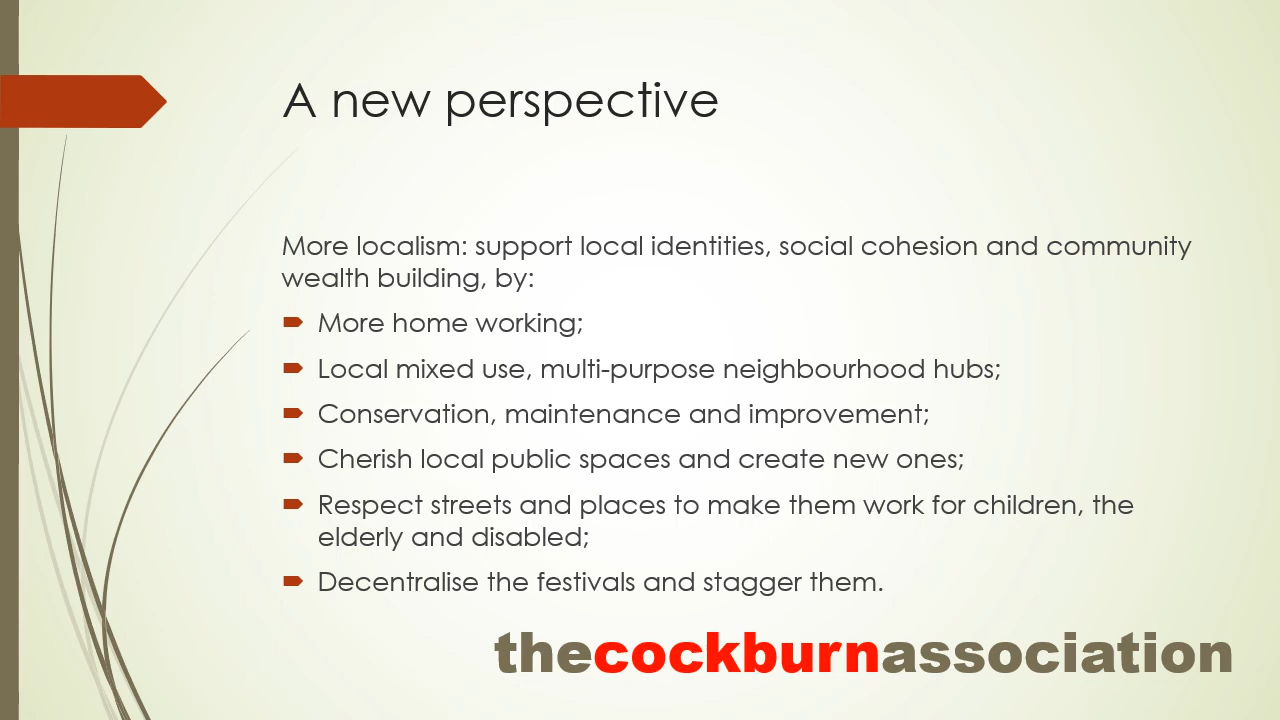 A new perspective
More localism: support local identities, social cohesion and community
wealth building, by:
More home working;
Local mixed use, multi-purpose neighbourhood hubs;
Conservation, maintenance and improvement;
Cherish local public spaces and create new ones;
Respect streets and places to make them work for children, the
elderly and disabled;
Decentralise the festivals and stagger them.
thecockburnassociation